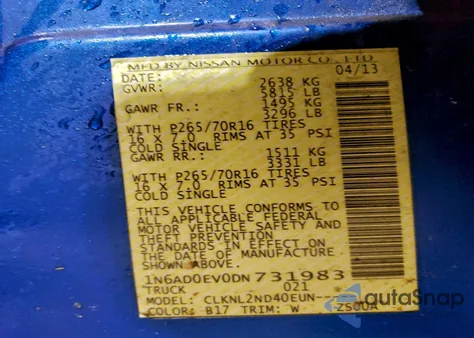 MFD BY NISSAN MOTOR CO., LTD.
DATE: 04/13
GVWR: 2638 KG
5815 LB
GAWR FR.: 1495 KG
3296 LB
WITH P265/70R16 TIRES
16 X 7.0 RIMS AT 35 PSI
COLD SINGLE
GAWR RR.: 1511 KG
3331 LB
WITH P265/70R16 TIRES
16 X 7.0 RIMS AT 35 PSI
COLD SINGLE
THIS VEHICLE CONFORMS TO
ALL APPLICABLE FEDERAL
MOTOR VEHICLE SAFETY AND
THEFT PREVENTION
STANDARDS IN EFFECT ON
THE DATE OF MANUFACTURE
SHOWN ABOVE.
1N6AD0EV0DN731983
TRUCK 021
MODEL: CLKNL2ND40EUN--
COLOR: B17 TRIM: W ZS00A
autaSnap